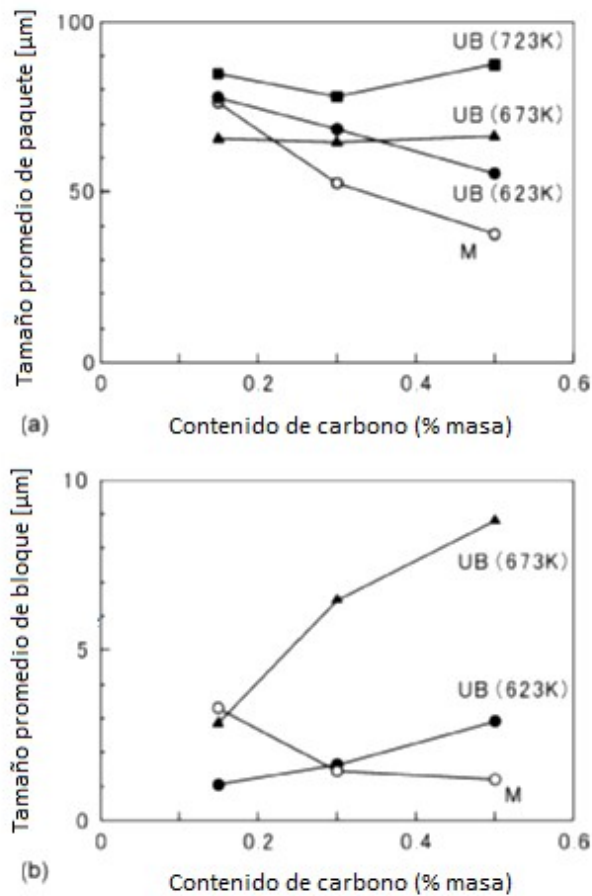 Tamaño promedio de paquete [µm]
100
50
0
UB (723K)
UB (673K)
UB (623K)
M
0
0.2
0.4
0.6
(a)
Contenido de carbono (% masa)
Tamaño promedio de bloque [µm]
10
5
0
UB (673K)
UB (623K)
M
0
0.2
0.4
0.6
(b)
Contenido de carbono (% masa)